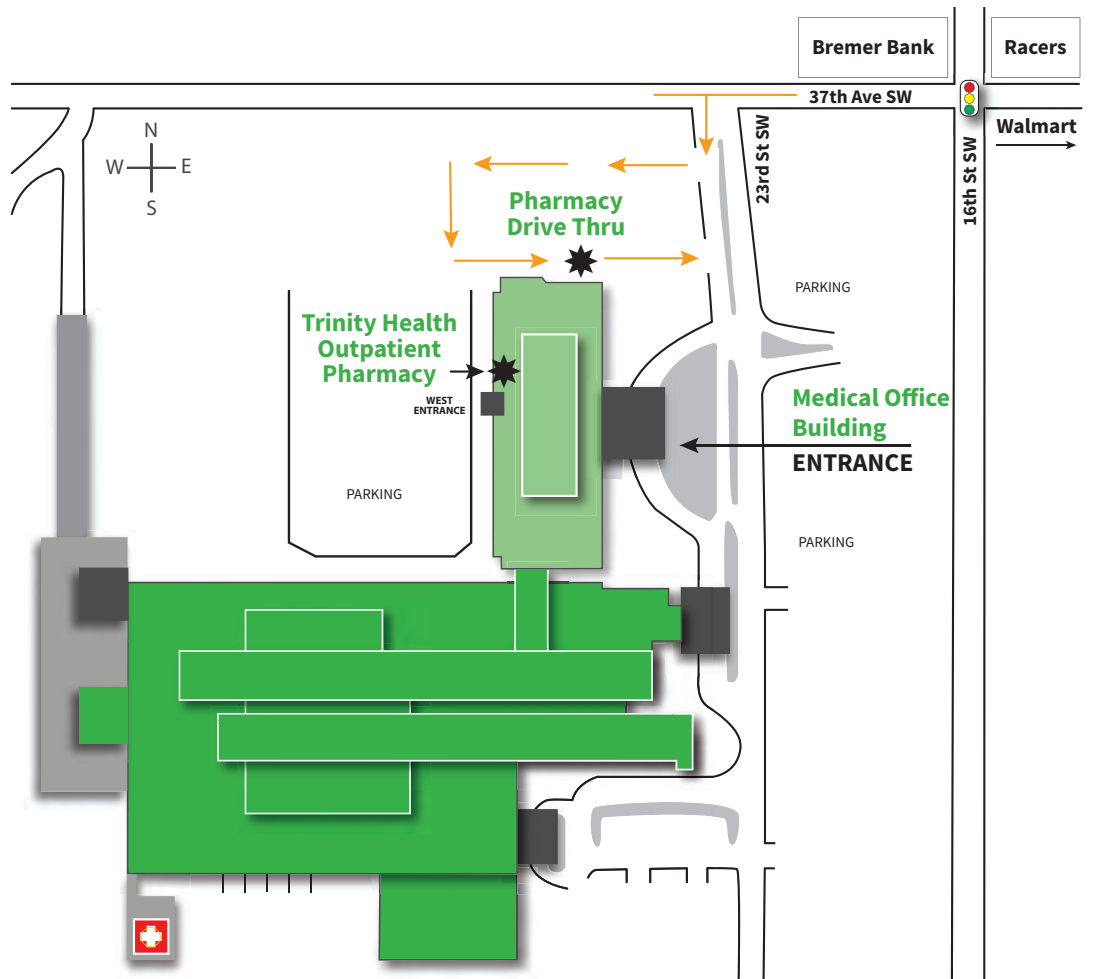 Bremer Bank
Racers
37th Ave SW
Walmart
23rd St SW
16th St SW
N
W
E
S
Pharmacy
Drive Thru
PARKING
Trinity Health
Outpatient
Pharmacy
WEST
ENTRANCE
Medical Office
Building
ENTRANCE
PARKING
PARKING